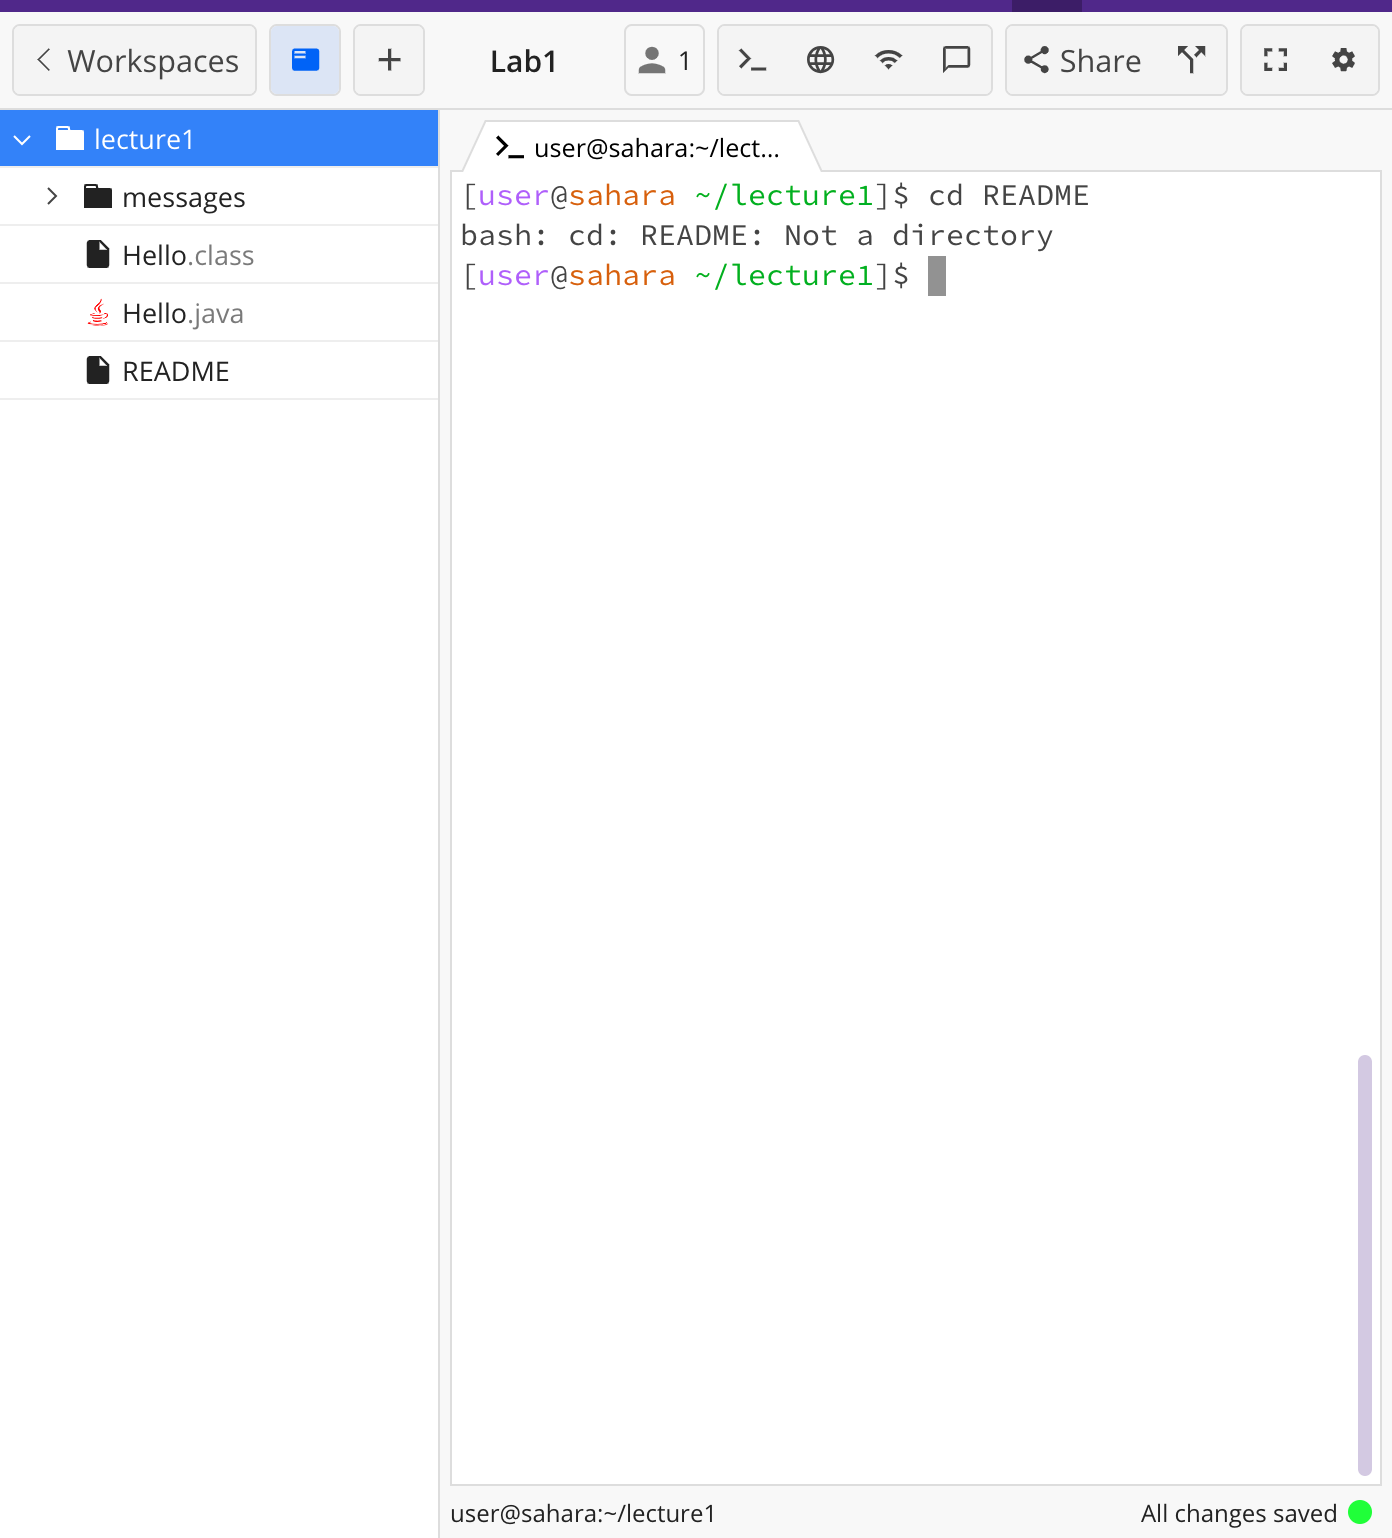 Workspaces
Lab1
1
Share
lecture1
messages
Hello.class
Hello.java
README
user@sahara:~/lect...
[user@sahara ~/lecture1]$ cd README
bash: cd: README: Not a directory
[user@sahara ~/lecture1]$
user@sahara:~/lecture1
All changes saved